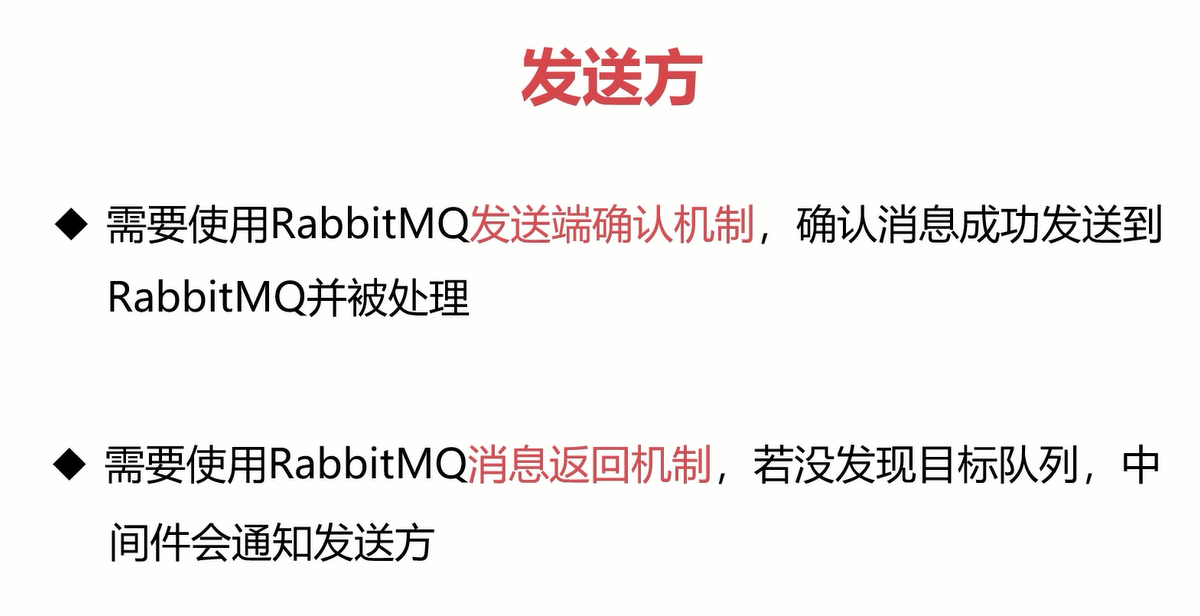 发送方
◆ 需要使用RabbitMQ发送端确认机制，确认消息成功发送到
RabbitMQ并被处理
◆ 需要使用RabbitMQ消息返回机制，若没发现目标队列，中
间件会通知发送方